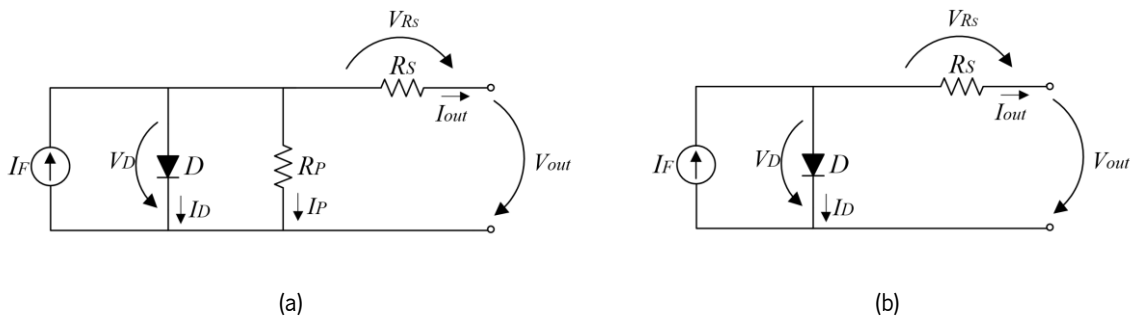 VRs
RS
Iout
IF
VD
D
ID
RP
IP
Vout
(a)
VRs
RS
Iout
IF
VD
D
ID
Vout
(b)